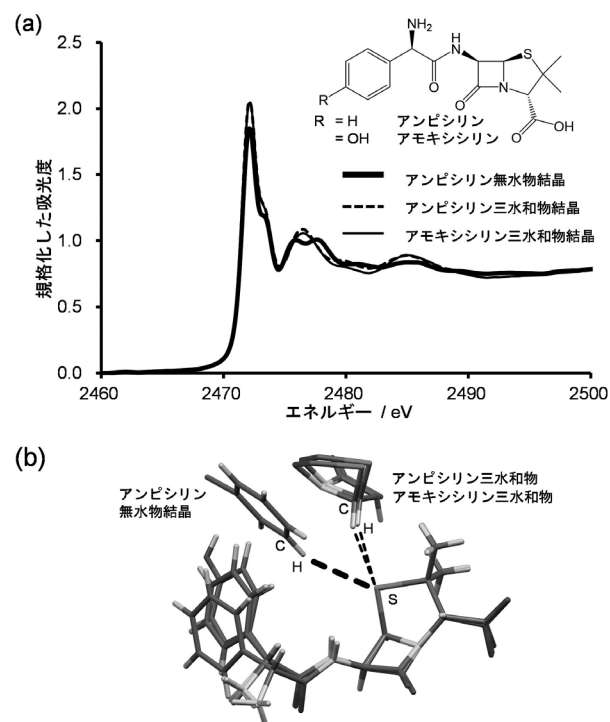 (a)
2.5
2.0
1.5
1.0
0.5
0.0
規格化した吸光度
2460
2470
2480
2490
2500
エネルギー / eV
NH2
HN
S
O
N
O
R
O
OH
R = H アンピシリン
= OH アモキシシリン
アンピシリン無水物結晶
アンピシリン三水和物結晶
アモキシシリン三水和物結晶
(b)
アンピシリン
無水物結晶
アンピシリン三水和物
アモキシシリン三水和物
C
H
C
H
S